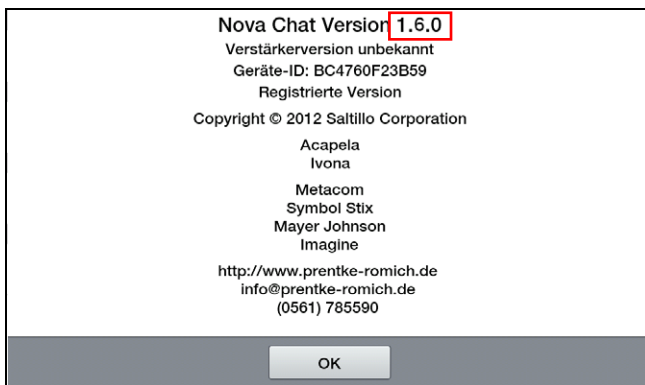 Nova Chat Version 1.6.0
Verstärkerversion unbekannt
Geräte-ID: BC4760F23B59
Registrierte Version
Copyright © 2012 Saltillo Corporation
Acapela
Ivona
Metacom
Symbol Stix
Mayer Johnson
Imagine
http://www.prentke-romich.de
info@prentke-romich.de
(0561) 785590
OK